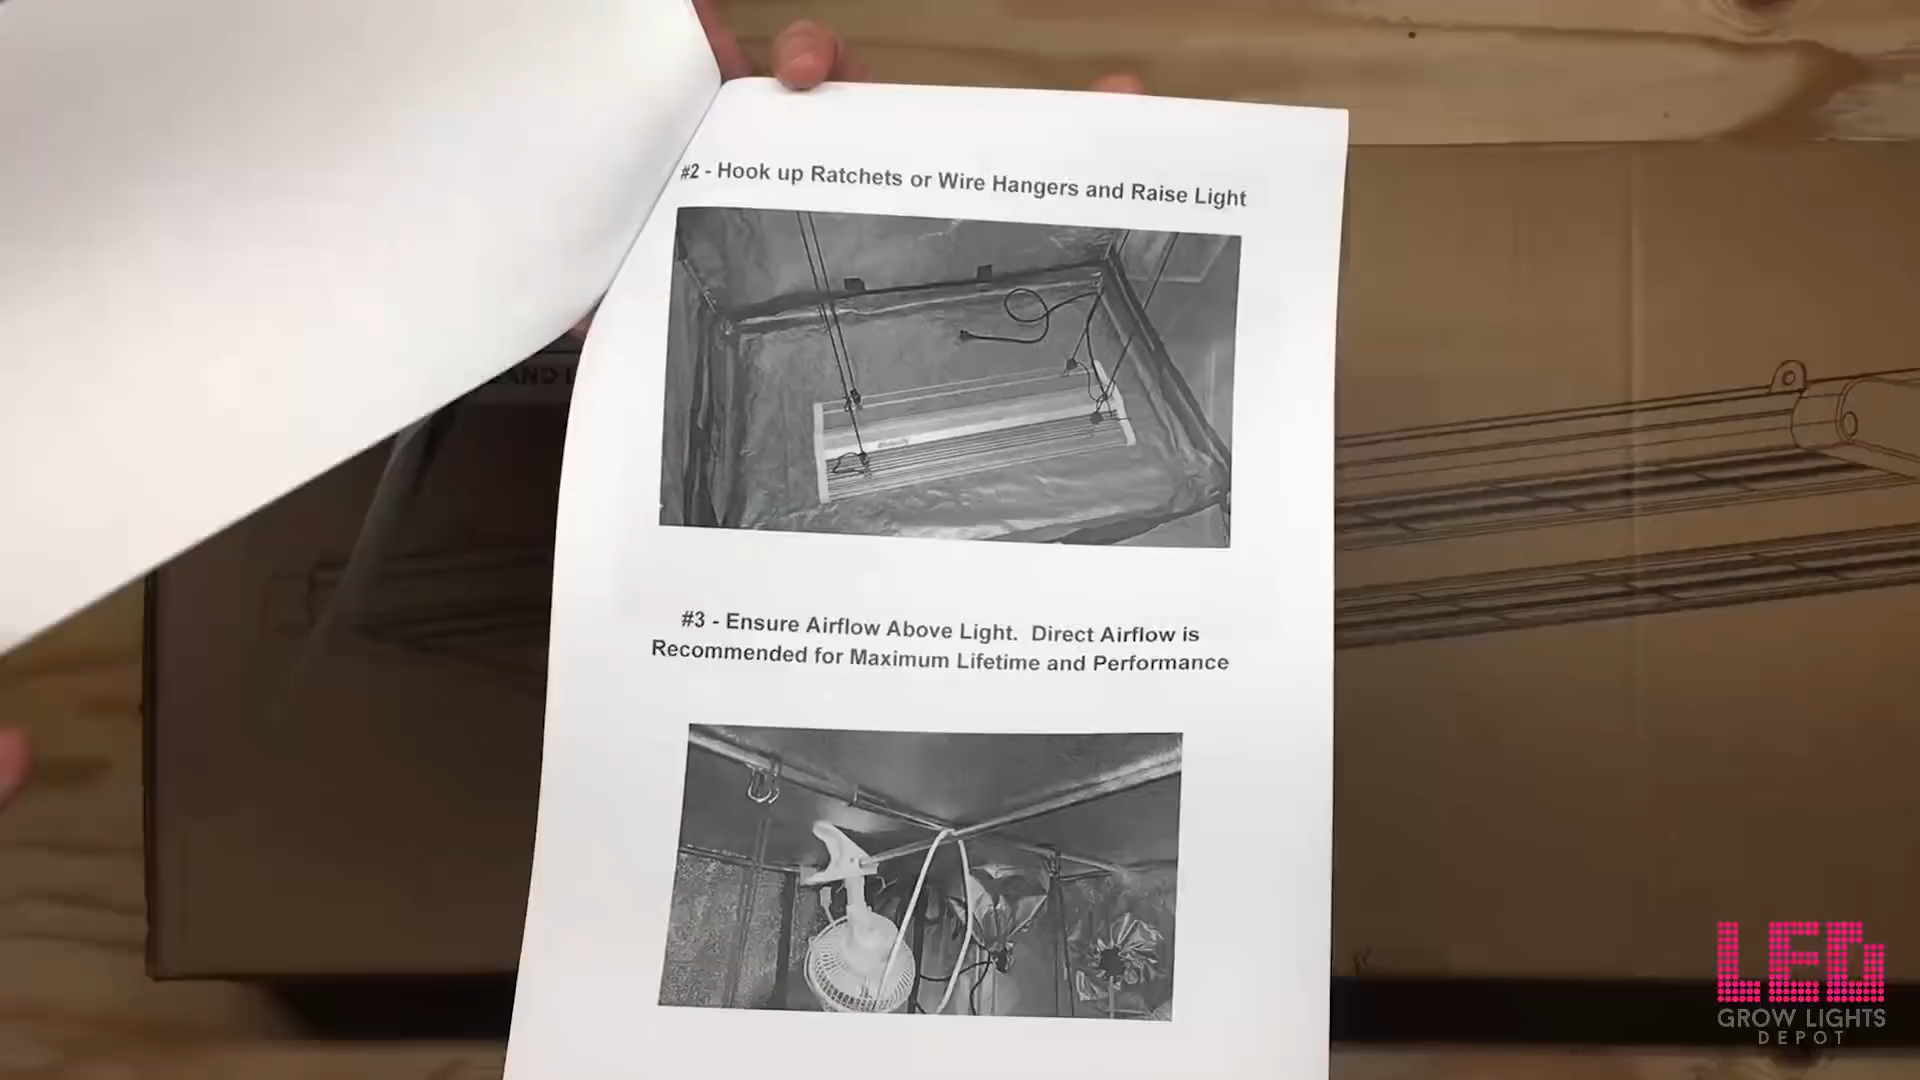 #2 - Hook up Ratchets or Wire Hangers and Raise Light
AND L
#3 - Ensure Airflow Above Light.  Direct Airflow is
Recommended for Maximum Lifetime and Performance
LED
GROW LIGHTS
DEPOT